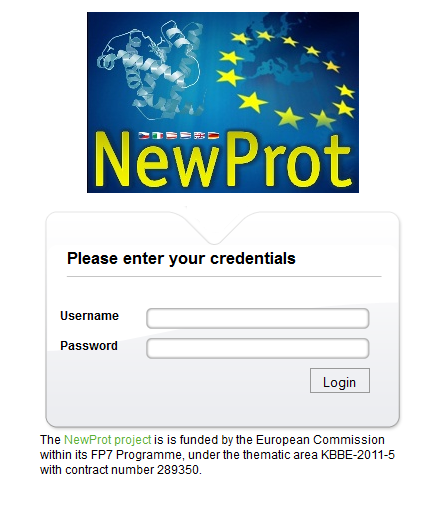 NewProt
Please enter your credentials
Username
Password
Login
The NewProt project is is funded by the European Commission
within its FP7 Programme, under the thematic area KBBE-2011-5
with contract number 289350.